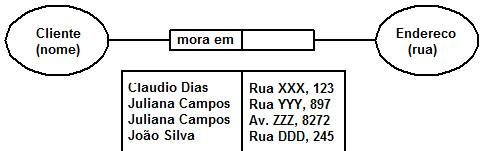 Cliente
(nome)
mora em
Endereco
(rua)
Claudio Dias Rua XXX, 123
Juliana Campos Rua YYY, 897
Juliana Campos Av. ZZZ, 8272
João Silva Rua DDD, 245